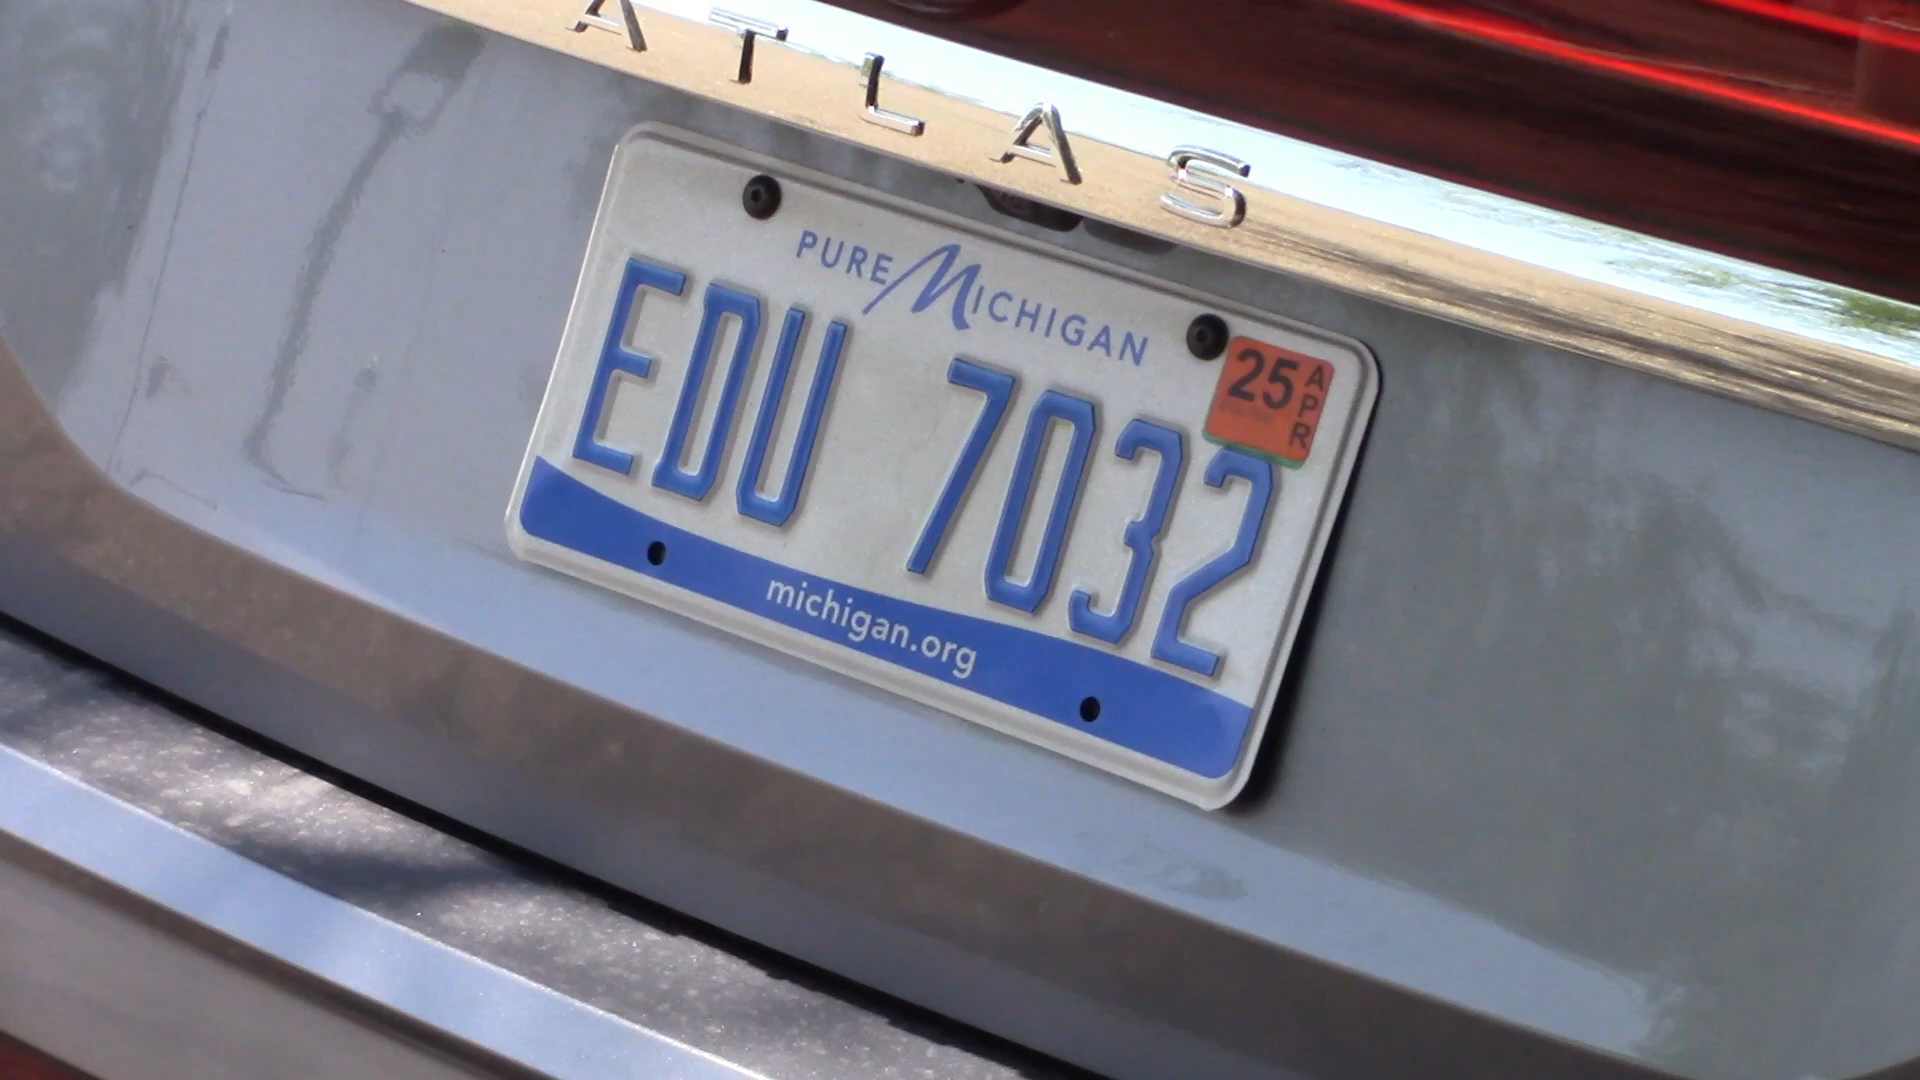 ATLAS
PURE MICHIGAN
25 APR
EDU 7032
michigan.org